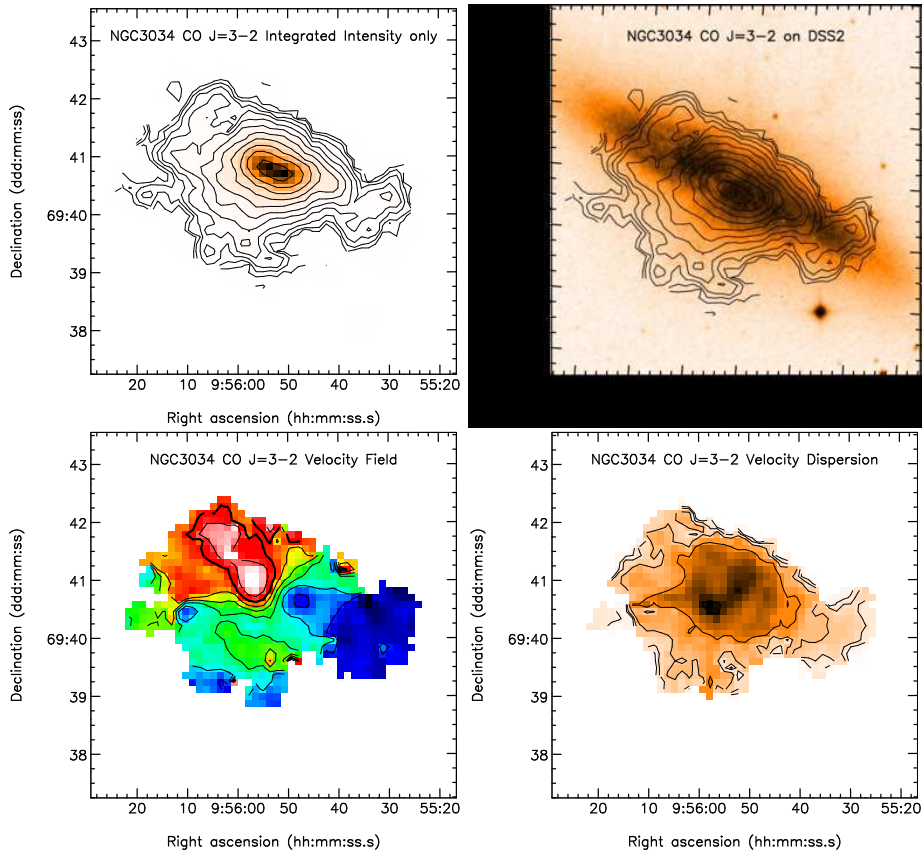 NGC3034 CO J=3-2 Integrated Intensity only
43
42
41
69:40
39
38
Declination (ddd:mm:ss)
20 10 9:56:00 50 40 30 55:20
Right ascension (hh:mm:ss.s)
NGC3034 CO J=3-2 on DSS2
NGC3034 CO J=3-2 Velocity Field
43
42
41
69:40
39
38
Declination (ddd:mm:ss)
20 10 9:56:00 50 40 30 55:20
Right ascension (hh:mm:ss.s)
NGC3034 CO J=3-2 Velocity Dispersion
43
42
41
69:40
39
38
Declination (ddd:mm:ss)
20 10 9:56:00 50 40 30 55:20
Right ascension (hh:mm:ss.s)